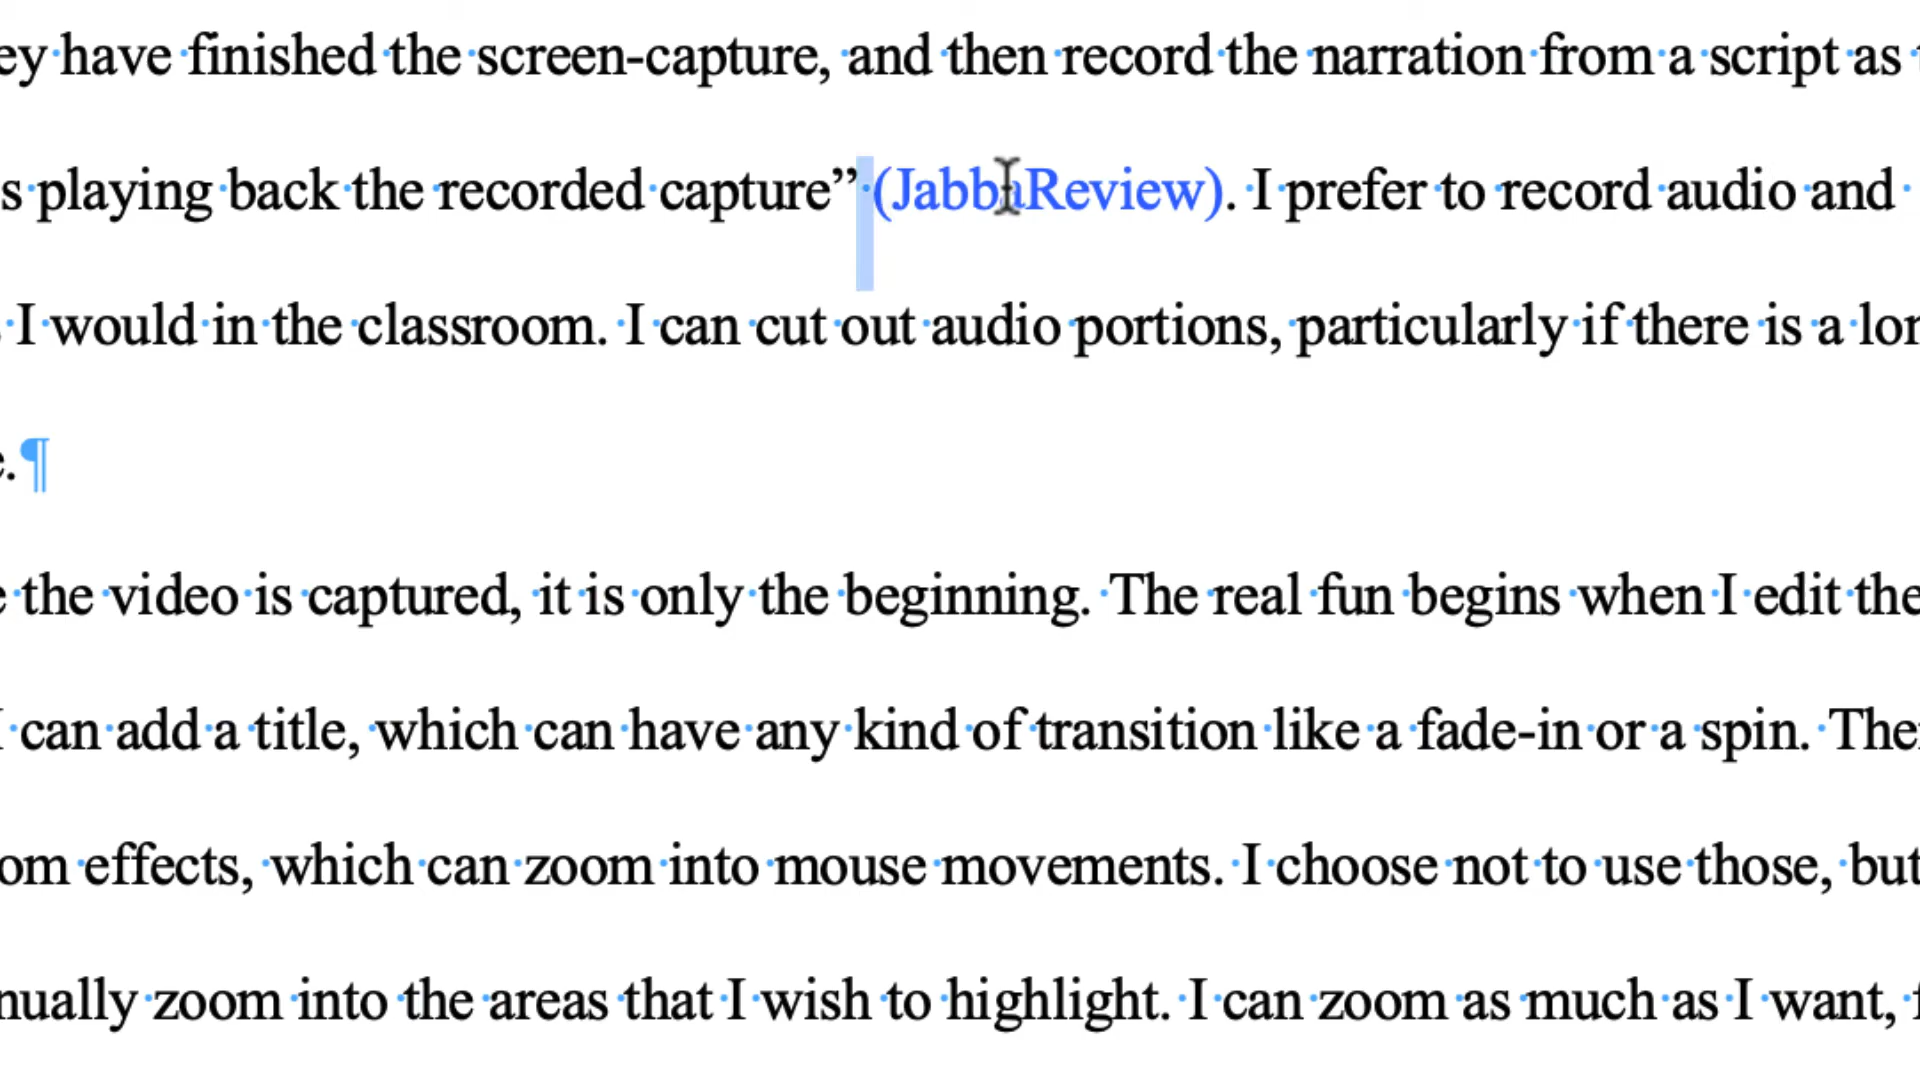 ey have finished the screen-capture, and then record the narration from a script as
s playing back the recorded capture” (JabbaReview). I prefer to record audio and
I would in the classroom. I can cut out audio portions, particularly if there is a lon
.¶
the video is captured, it is only the beginning. The real fun begins when I edit the
I can add a title, which can have any kind of transition like a fade-in or a spin. Ther
om effects, which can zoom into mouse movements. I choose not to use those, but
nually zoom into the areas that I wish to highlight. I can zoom as much as I want,